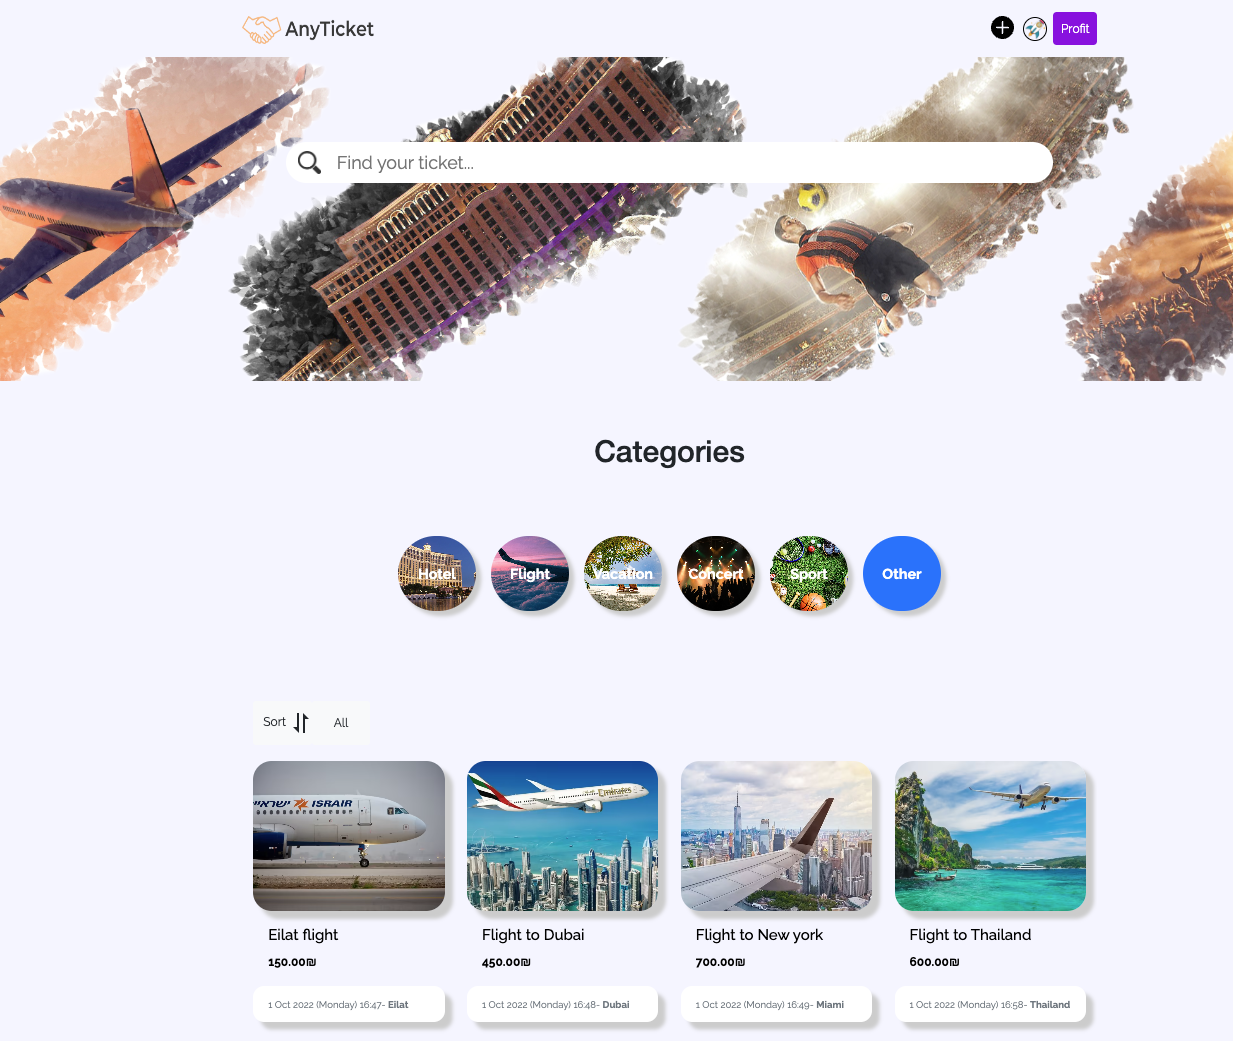 AnyTicket
Profit
Find your ticket...
Categories
Hotel
Flight
Vacation
Concert
Sport
Other
Sort
All
ישראיר ISRAIR
Emirates
Eilat flight
Flight to Dubai
Flight to New york
Flight to Thailand
150.00₪
450.00₪
700.00₪
600.00₪
1 Oct 2022 (Monday) 16:47- Eilat
1 Oct 2022 (Monday) 16:48- Dubai
1 Oct 2022 (Monday) 16:49- Miami
1 Oct 2022 (Monday) 16:58- Thailand